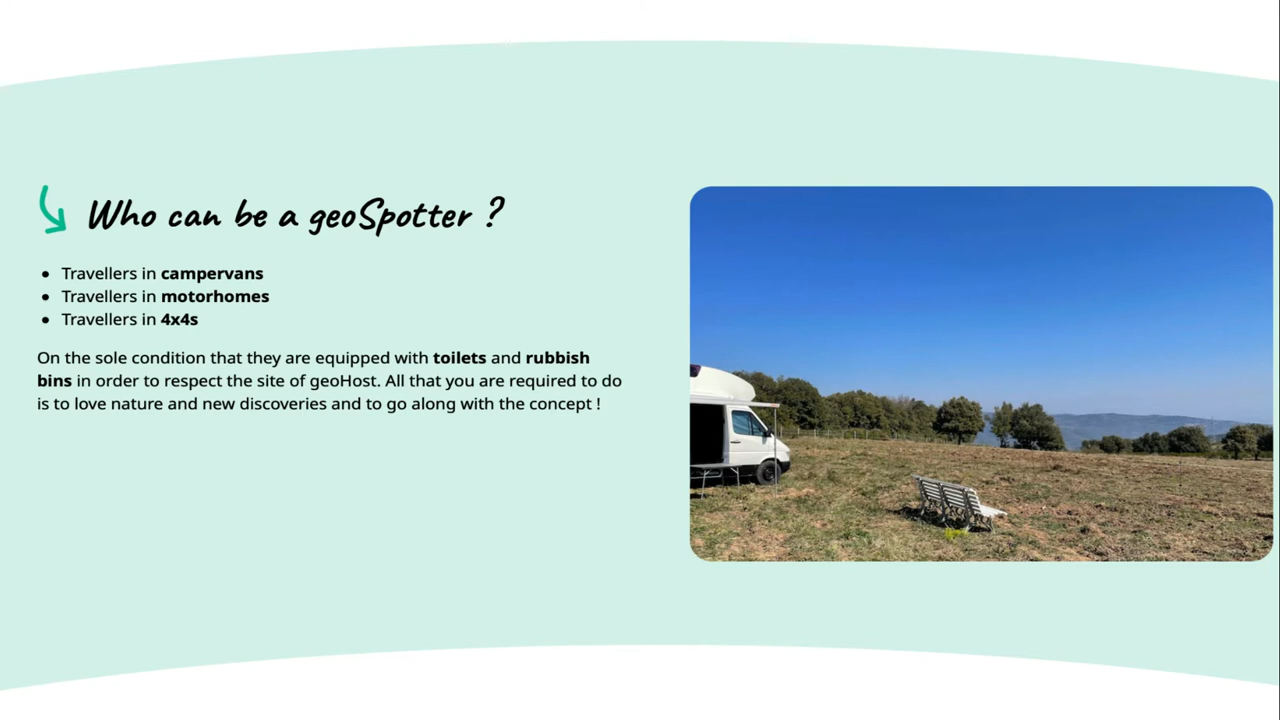 Who can be a geoSpotter ?
Travellers in campervans
Travellers in motorhomes
Travellers in 4x4s
On the sole condition that they are equipped with toilets and rubbish
bins in order to respect the site of geoHost. All that you are required to do
is to love nature and new discoveries and to go along with the concept !